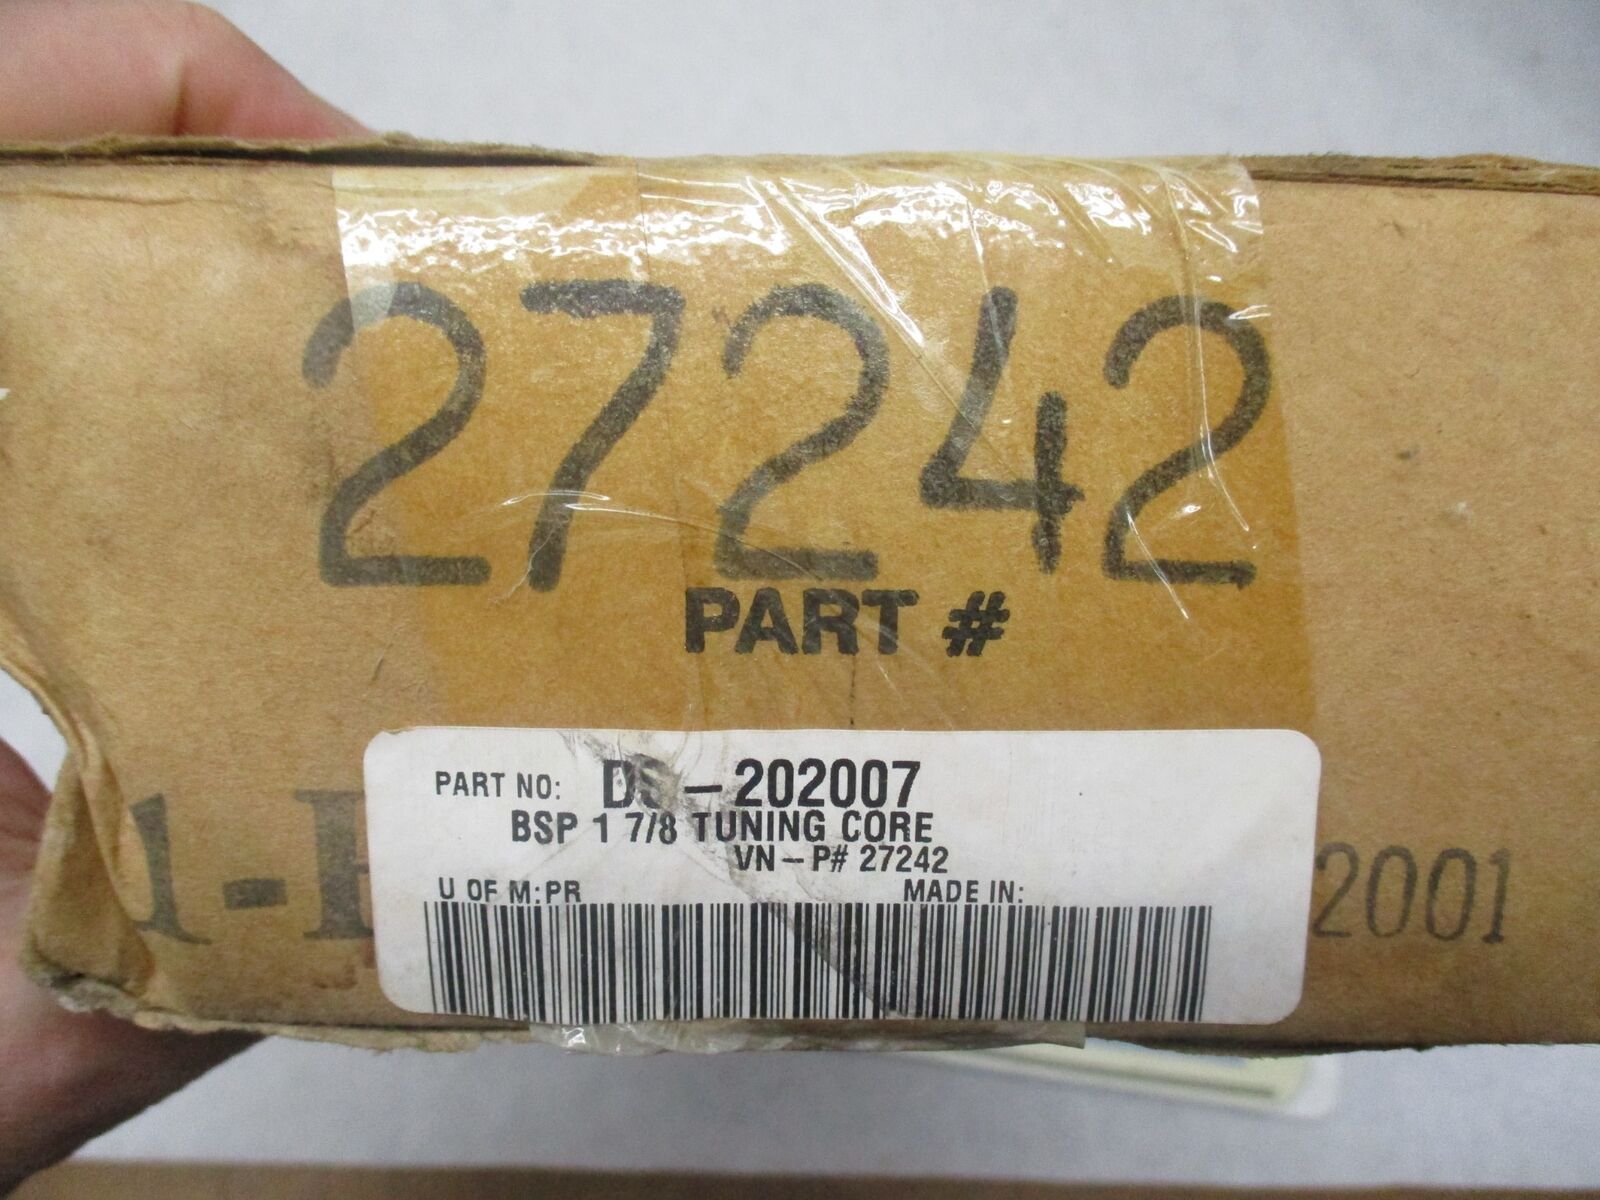 27242
PART #
PART NO: DS-202007
BSP 1 7/8 TUNING CORE
VN-P# 27242
U OF M:PR MADE IN:
2001